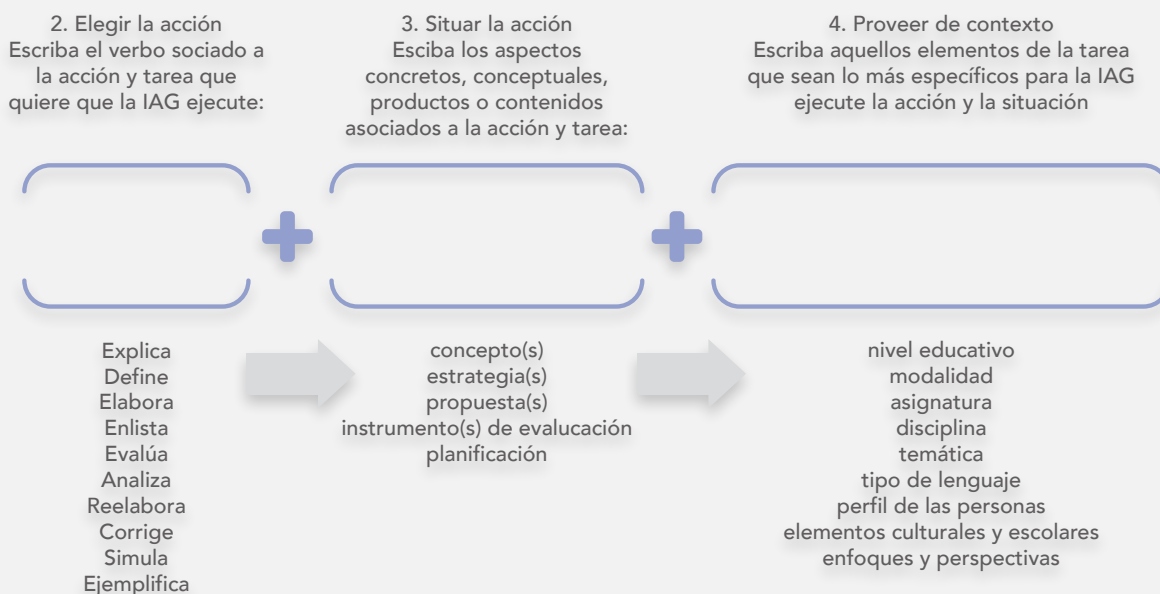 2. Elegir la acción
Escriba el verbo sociado a
la acción y tarea que
quiere que la IAG ejecute:
3. Situar la acción
Esciba los aspectos
concretos, conceptuales,
productos o contenidos
asociados a la acción y tarea:
4. Proveer de contexto
Escriba aquellos elementos de la tarea
que sean lo más específicos para la IAG
ejecute la acción y la situación
Explica
Define
Elabora
Enlista
Evalúa
Analiza
Reelabora
Corrige
Simula
Ejemplifica
concepto(s)
estrategia(s)
propuesta(s)
instrumento(s) de evalucación
planificación
nivel educativo
modalidad
asignatura
disciplina
temática
tipo de lenguaje
perfil de las personas
elementos culturales y escolares
enfoques y perspectivas